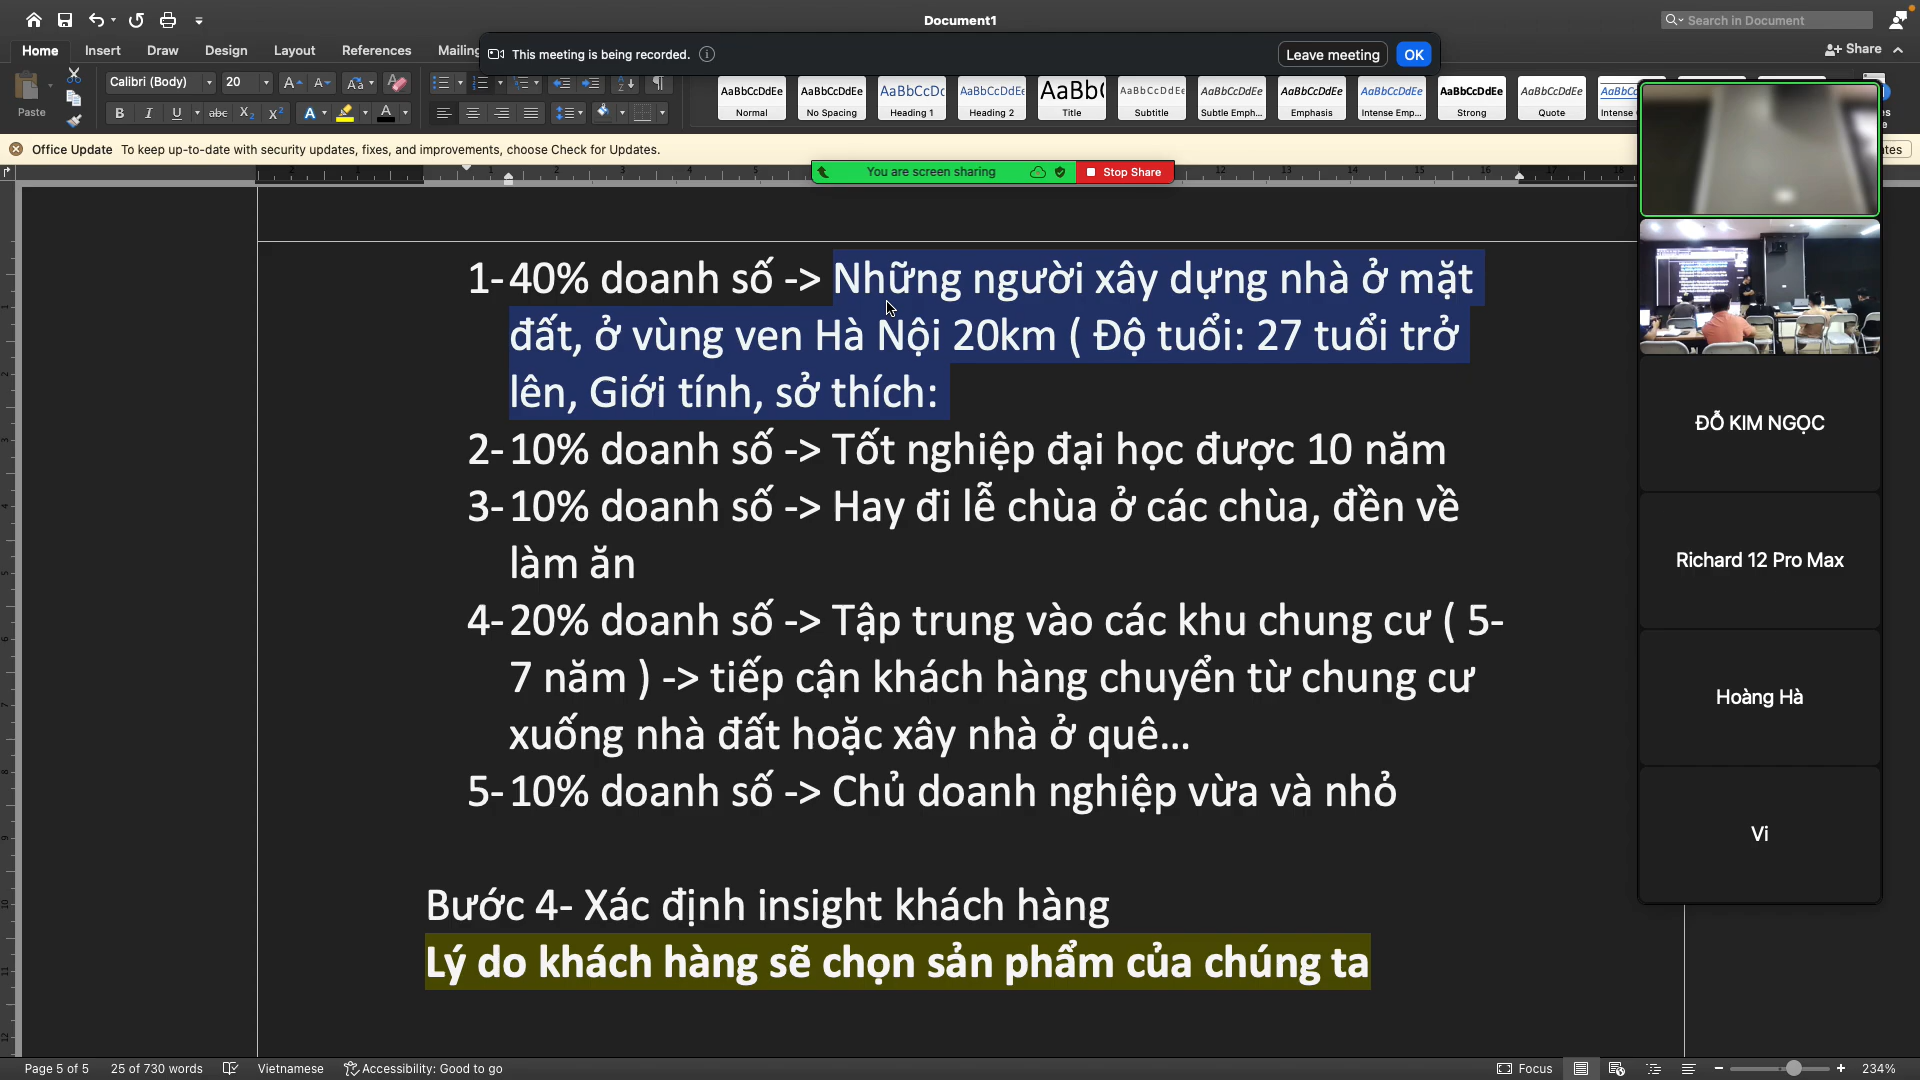 Document1
Search in Document
Home Insert Draw Design Layout References Mailing
This meeting is being recorded.
Leave meeting OK
Share
Paste
Calibri (Body) 20
AaBbCcDdEe Normal
AaBbCcDdEe No Spacing
AaBbCcDc Heading 1
AaBbCcDdEe Heading 2
AaBb( Title
AaBbCcDdEe Subtitle
AaBbCcDdEe Subtle Emph...
AaBbCcDdEe Emphasis
AaBbCcDdEe Intense Emp...
AaBbCcDdEe Strong
AaBbCcDdEe Quote
Office Update To keep up-to-date with security updates, fixes, and improvements, choose Check for Updates.
You are screen sharing Stop Share
1- 40% doanh số -> Những người xây dựng nhà ở mặt
đất, ở vùng ven Hà Nội 20km ( Độ tuổi: 27 tuổi trở
lên, Giới tính, sở thích:
2- 10% doanh số -> Tốt nghiệp đại học được 10 năm
3- 10% doanh số -> Hay đi lễ chùa ở các chùa, đền về
làm ăn
4- 20% doanh số -> Tập trung vào các khu chung cư ( 5-
7 năm ) -> tiếp cận khách hàng chuyển từ chung cư
xuống nhà đất hoặc xây nhà ở quê...
5- 10% doanh số -> Chủ doanh nghiệp vừa và nhỏ
Bước 4- Xác định insight khách hàng
Lý do khách hàng sẽ chọn sản phẩm của chúng ta
ĐỖ KIM NGỌC
Richard 12 Pro Max
Hoàng Hà
Vi
Page 5 of 5 25 of 730 words Vietnamese Accessibility: Good to go Focus 234%